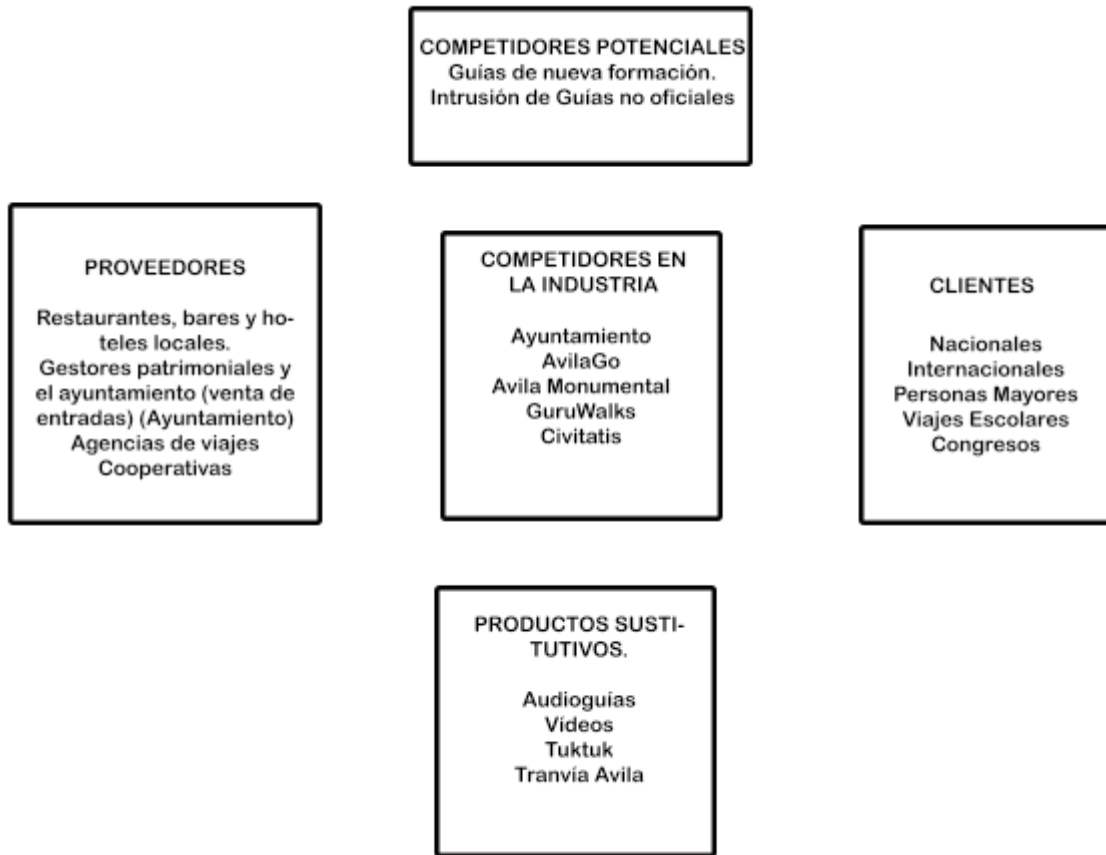 COMPETIDORES POTENCIALES
Guías de nueva formación.
Intrusión de Guías no oficiales
PROVEEDORES
Restaurantes, bares y ho-
teles locales.
Gestores patrimoniales y
el ayuntamiento (venta de
entradas) (Ayuntamiento)
Agencias de viajes
Cooperativas
COMPETIDORES EN
LA INDUSTRIA
Ayuntamiento
AvilaGo
Avila Monumental
GuruWalks
Civitatis
CLIENTES
Nacionales
Internacionales
Personas Mayores
Viajes Escolares
Congresos
PRODUCTOS SUSTI-
TUTIVOS.
Audioguías
Vídeos
Tuktuk
Tranvía Avila